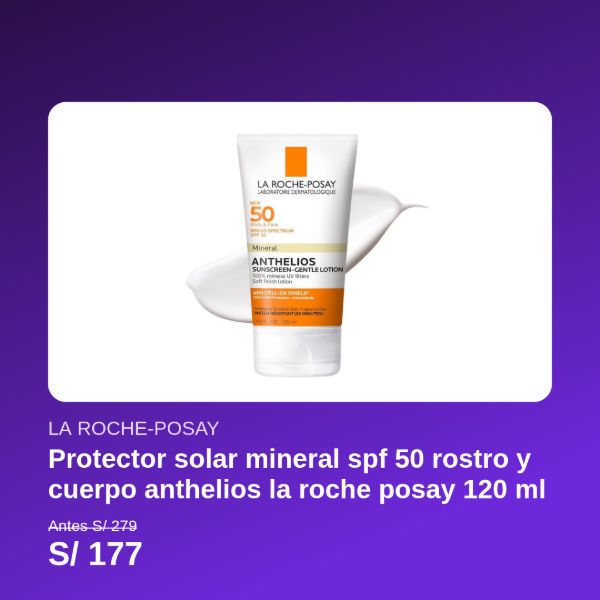 LA ROCHE-POSAY
LABORATOIRE DERMATOLOGIQUE
NEW
50
Body & Face
BROAD SPECTRUM
SPF 50
Mineral
ANTHELIOS
SUNSCREEN-GENTLE LOTION
100% mineral UV filters
Soft finish lotion
with CELL-OX SHIELD®
WATER RESISTANT (80 MINUTES)
LA ROCHE-POSAY
Protector solar mineral spf 50 rostro y
cuerpo anthelios la roche posay 120 ml
Antes S/ 279
S/ 177